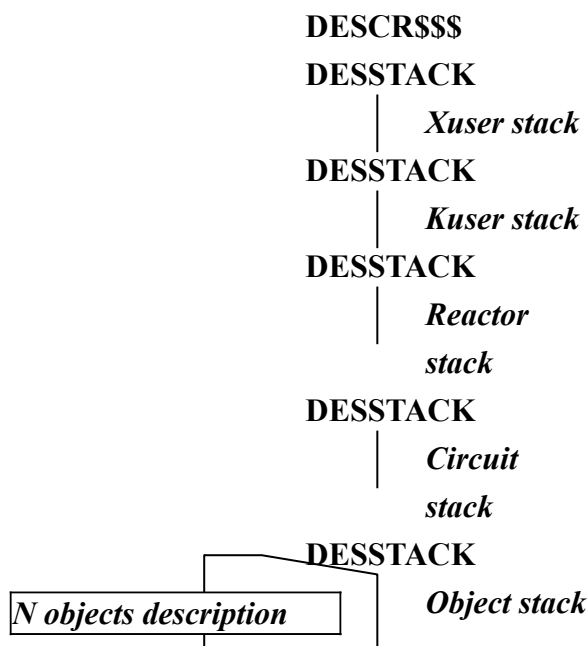 DESCR$$$
DESSTACK
Xuser stack
DESSTACK
Kuser stack
DESSTACK
Reactor
stack
DESSTACK
Circuit
stack
DESSTACK
N objects description
Object stack